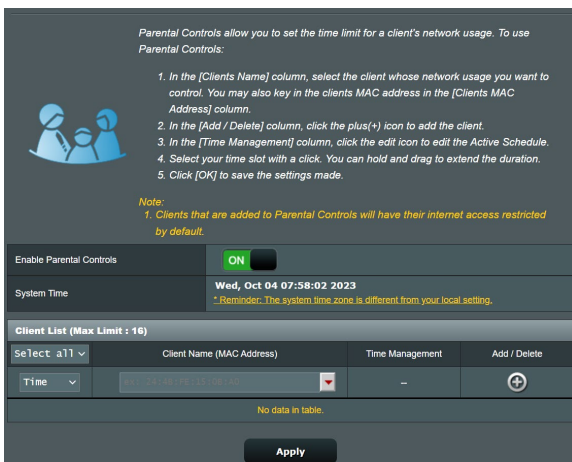 Parental Controls allow you to set the time limit for a client's network usage. To use
Parental Controls:
1. In the [Clients Name] column, select the client whose network usage you want to
control. You may also key in the clients MAC address in the [Clients MAC
Address] column.
2. In the [Add / Delete] column, click the plus(+) icon to add the client.
3. In the [Time Management] column, click the edit icon to edit the Active Schedule.
4. Select your time slot with a click. You can hold and drag to extend the duration.
5. Click [OK] to save the settings made.
Note:
1. Clients that are added to Parental Controls will have their internet access restricted
by default.
Enable Parental Controls ON
System Time Wed, Oct 04 07:58:02 2023
* Reminder: The system time zone is different from your local setting.
Client List (Max Limit : 16)
Select all Client Name (MAC Address) Time Management Add / Delete
Time –
No data in table.
Apply